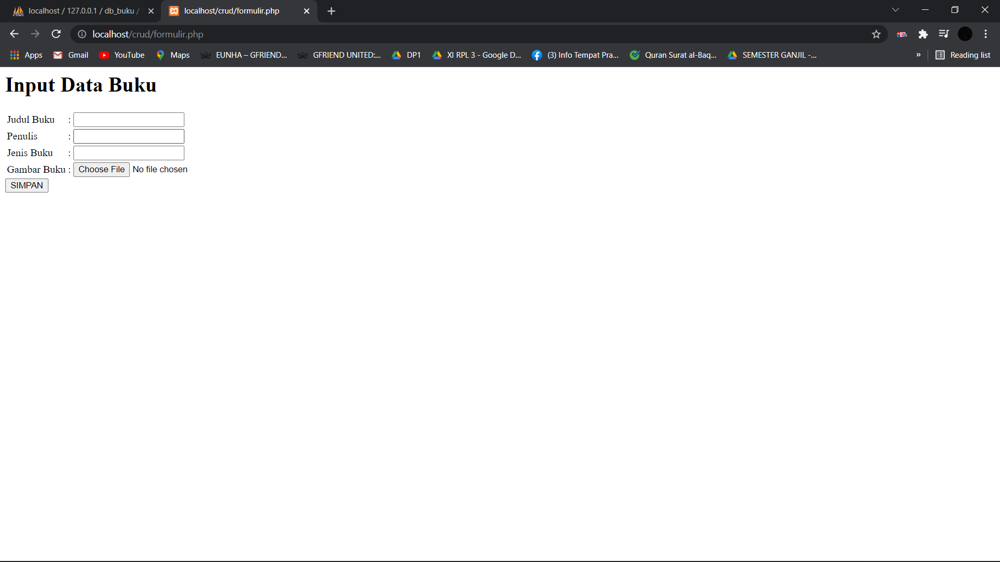 localhost / 127.0.0.1 / db_buku /
localhost/crud/formulir.php
localhost/crud/formulir.php
Apps Gmail YouTube Maps EUNHA – GFRIEND... GFRIEND UNITED:... DP1 XI RPL 3 - Google D... (3) Info Tempat Pra... Quran Surat al-Baq... SEMESTER GANJIL -... » Reading list
Input Data Buku
Judul Buku :
Penulis :
Jenis Buku :
Gambar Buku : Choose File No file chosen
SIMPAN